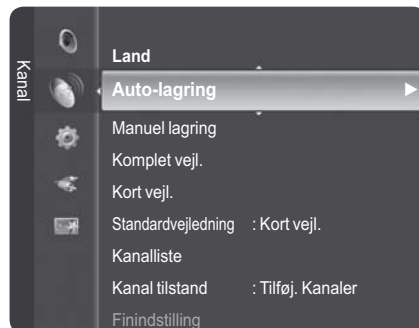 Kanal
Land
Auto-lagring
Manuel lagring
Komplet vejl.
Kort vejl.
Standardvejledning : Kort vejl.
Kanalliste
Kanal tilstand : Tilføj. Kanaler
Finindstilling